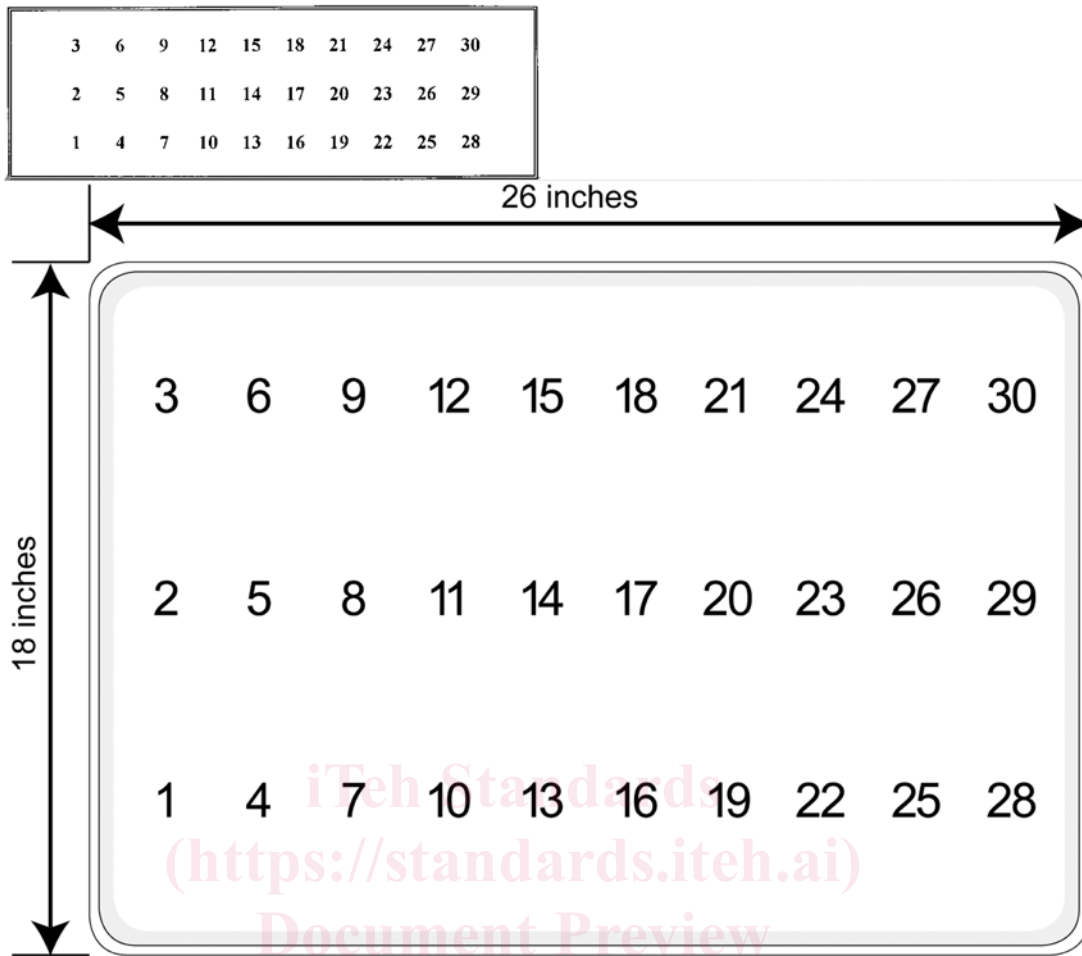 3 6 9 12 15 18 21 24 27 30
2 5 8 11 14 17 20 23 26 29
1 4 7 10 13 16 19 22 25 28
26 inches
18 inches
3 6 9 12 15 18 21 24 27 30
2 5 8 11 14 17 20 23 26 29
iTeh Standards
1 4 7 10 13 16 19 22 25 28
(https://standards.iteh.ai)
Document Preview